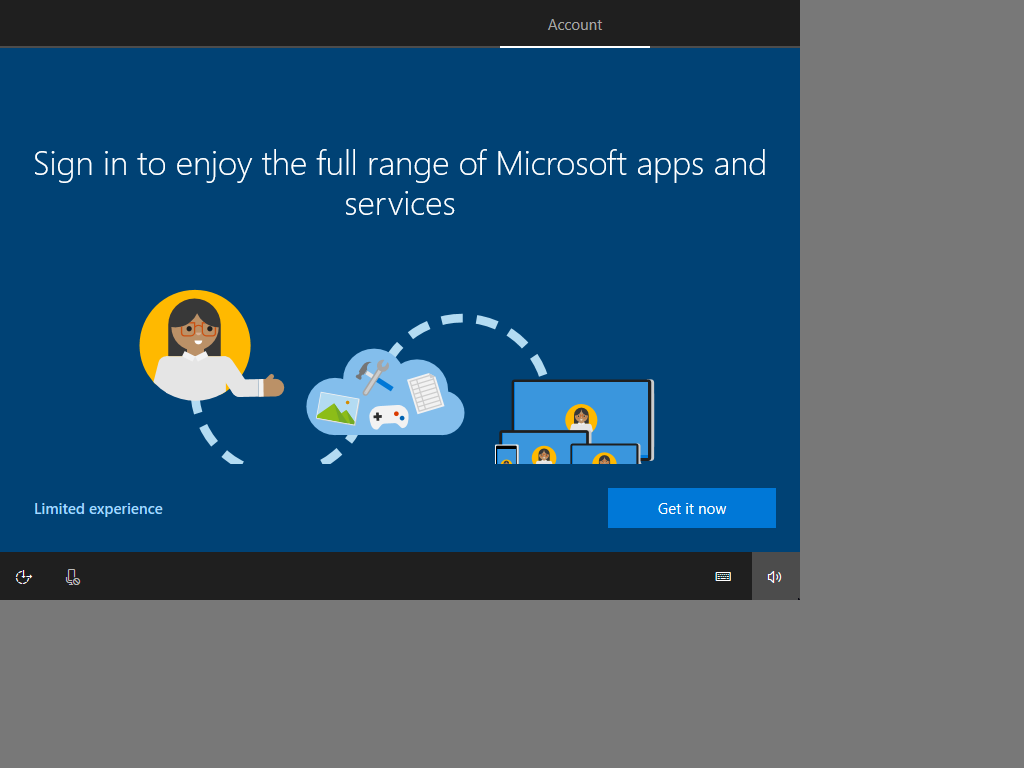 Account
Sign in to enjoy the full range of Microsoft apps and
services
Limited experience
Get it now